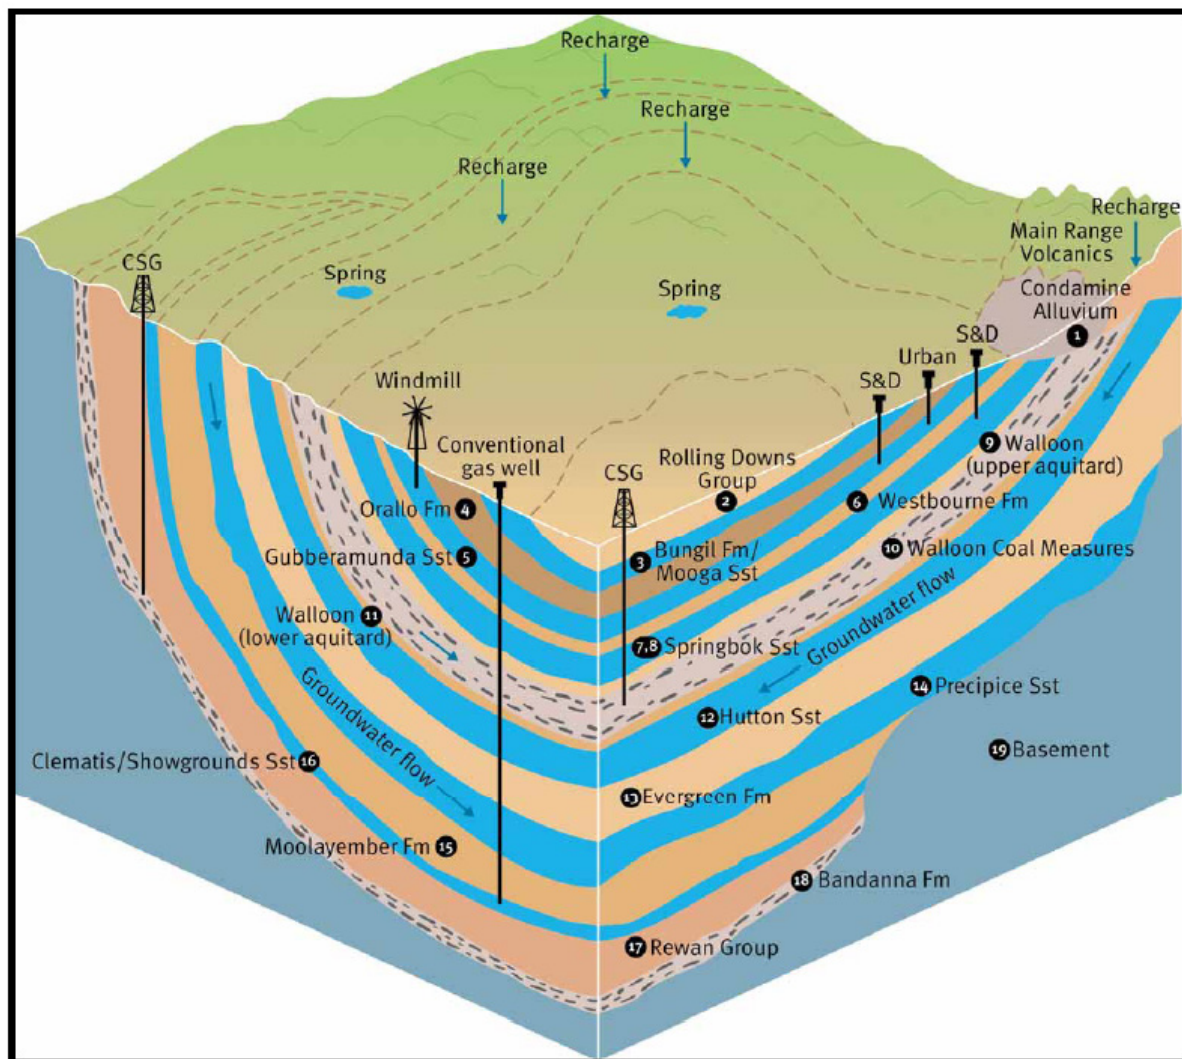 Recharge
Recharge
Recharge
Recharge
Main Range
Volcanics
CSG
Spring
Spring
Condamine
Alluvium
1
S&D
Urban
S&D
Windmill
Conventional
gas well
CSG
Rolling Downs
Group
2
9 Walloon
(upper aquitard)
Orallo Fm 4
6 Westbourne Fm
Gubberamunda Sst 5
3 Bungil Fm/
Mooga Sst
10 Walloon Coal Measures
Walloon 11
(lower aquitard)
7,8 Springbok Sst
Groundwater flow
Groundwater flow
14 Precipice Sst
12 Hutton Sst
19 Basement
Clematis/Showgrounds Sst 16
13 Evergreen Fm
Moolayember Fm 15
18 Bandanna Fm
17 Rewan Group